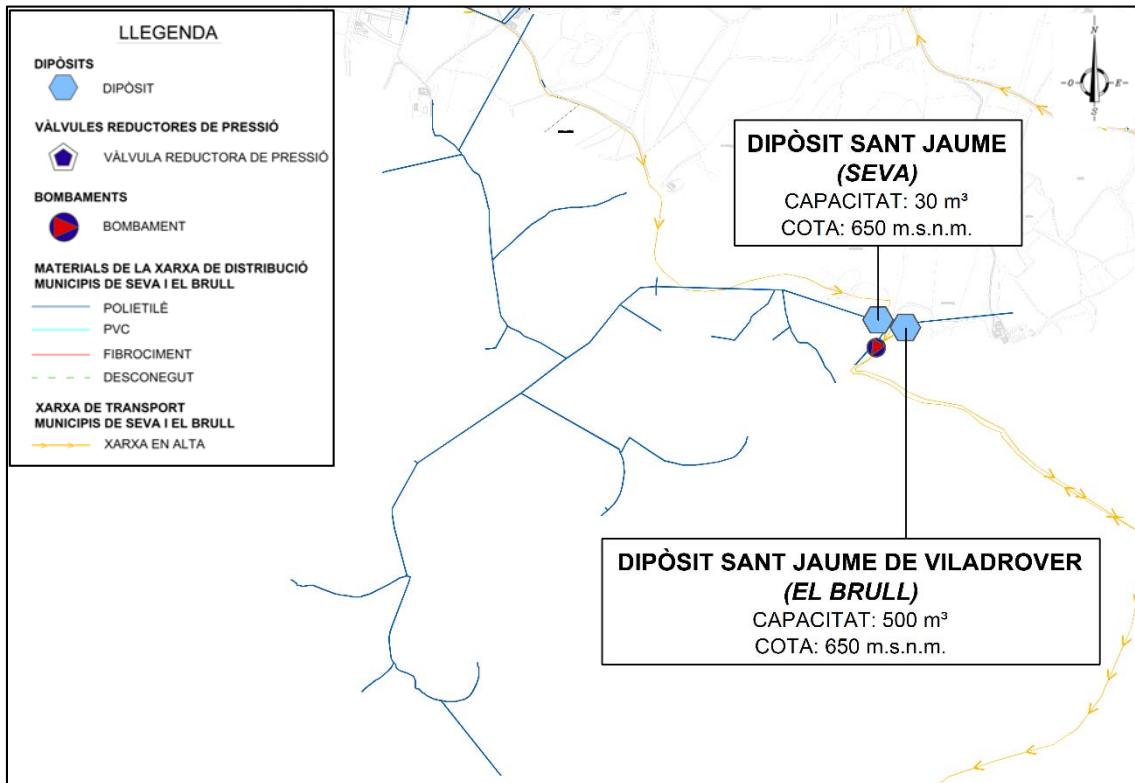 LLEGENDA
DIPÒSITS
DIPÒSIT
VÀLVULES REDUCTORES DE PRESSIÓ
VÀLVULA REDUCTORA DE PRESSIÓ
BOMBAMENTS
BOMBAMENT
MATERIALS DE LA XARXA DE DISTRIBUCIÓ
MUNICIPIS DE SEVA I EL BRULL
POLIETILÈ
PVC
FIBROCIMENT
DESCONEGUT
XARXA DE TRANSPORT
MUNICIPIS DE SEVA I EL BRULL
XARXA EN ALTA
N
O
E
S
DIPÒSIT SANT JAUME
(SEVA)
CAPACITAT: 30 m³
COTA: 650 m.s.n.m.
DIPÒSIT SANT JAUME DE VILADROVER
(EL BRULL)
CAPACITAT: 500 m³
COTA: 650 m.s.n.m.